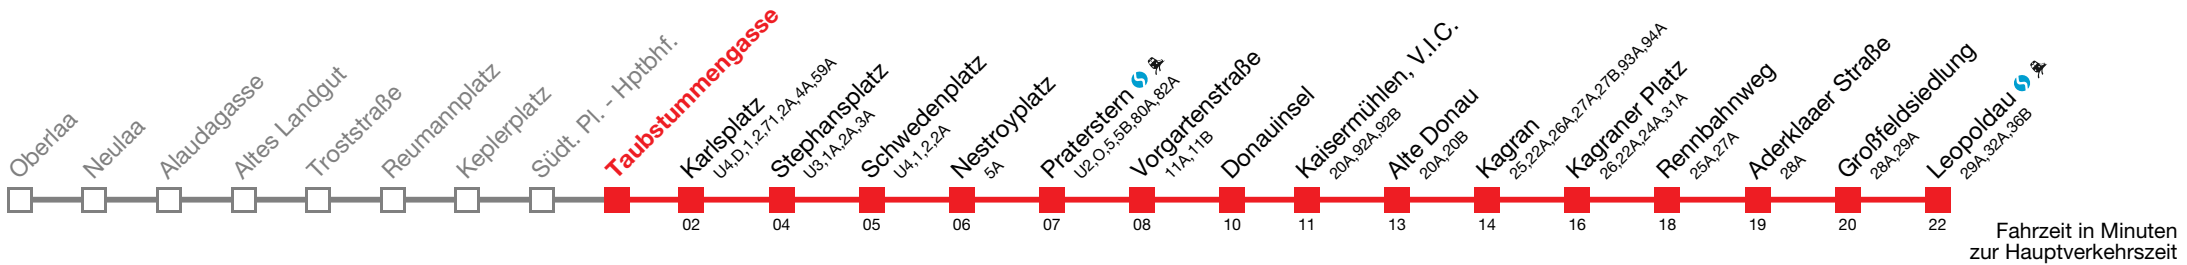 Oberlaa
Neulaa
Alaudagasse
Altes Landgut
Troststraße
Reumannplatz
Keplerplatz
Südt. Pl. - Hptbhf.
Taubstummengasse
Karlsplatz
U4,D,1,2,71,2A,4A,59A
02
Stephansplatz
U3,1A,2A,3A
04
Schwedenplatz
U4,1,2,2A
05
Nestroyplatz
5A
06
Praterstern
U2,O,5,5B,80A,82A
07
Vorgartenstraße
11A,11B
08
Donauinsel
10
Kaisermühlen, V.I.C.
20A,92A,92B
11
Alte Donau
20A,20B
13
Kagran
25,22A,26A,27A,27B,93A,94A
14
Kagraner Platz
26,22A,24A,31A
16
Rennbahnweg
25A,27A
18
Aderklaaer Straße
28A
19
Großfeldsiedlung
28A,29A
20
Leopoldau
29A,32A,36B
22
Fahrzeit in Minuten
zur Hauptverkehrszeit